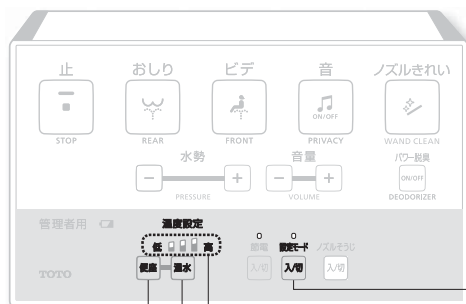 止 おしり ビデ 音 ノズルきれい
ON/OFF
STOP REAR FRONT PRIVACY WAND CLEAN
水勢 音量 パワー脱臭
− + − + ON/OFF
PRESSURE VOLUME DEODORIZER
管理者用 温度設定
低 高 節電 設定モード ノズルそうじ
TOTO 便座 温水 入/切 入/切 入/切